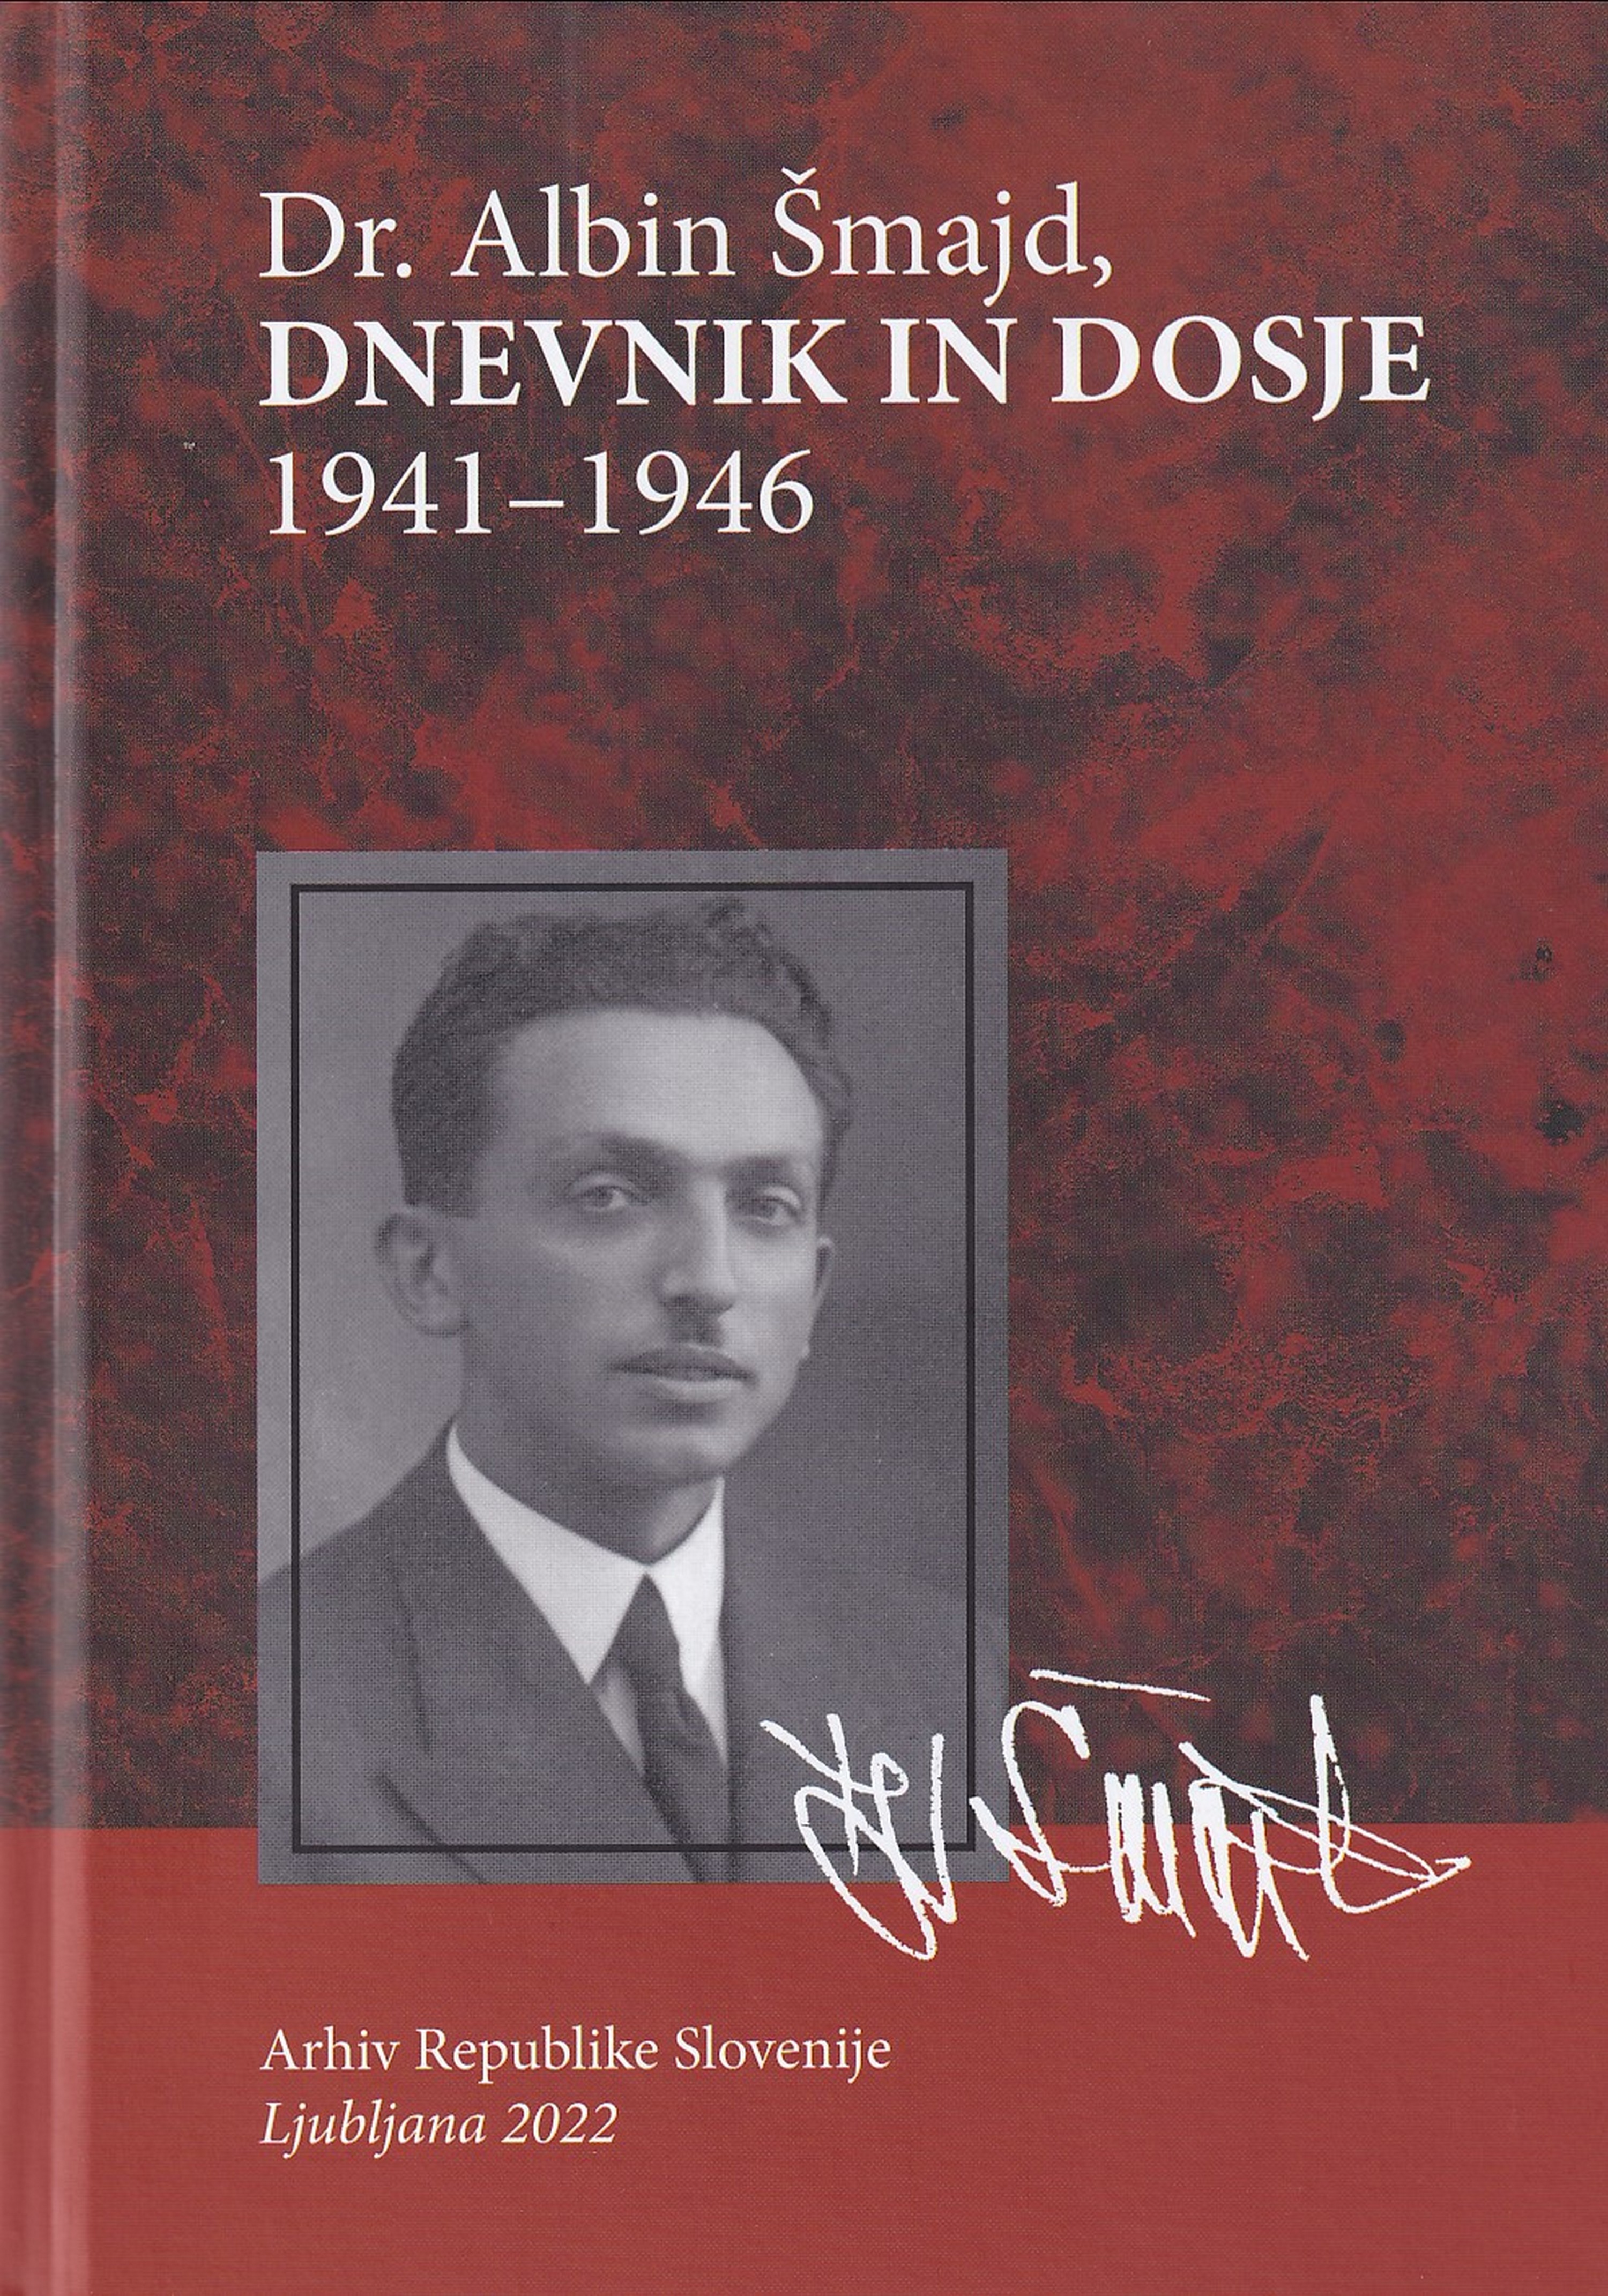 Dr. Albin Šmajd,
DNEVNIK IN DOSJE
1941–1946
Arhiv Republike Slovenije
Ljubljana 2022